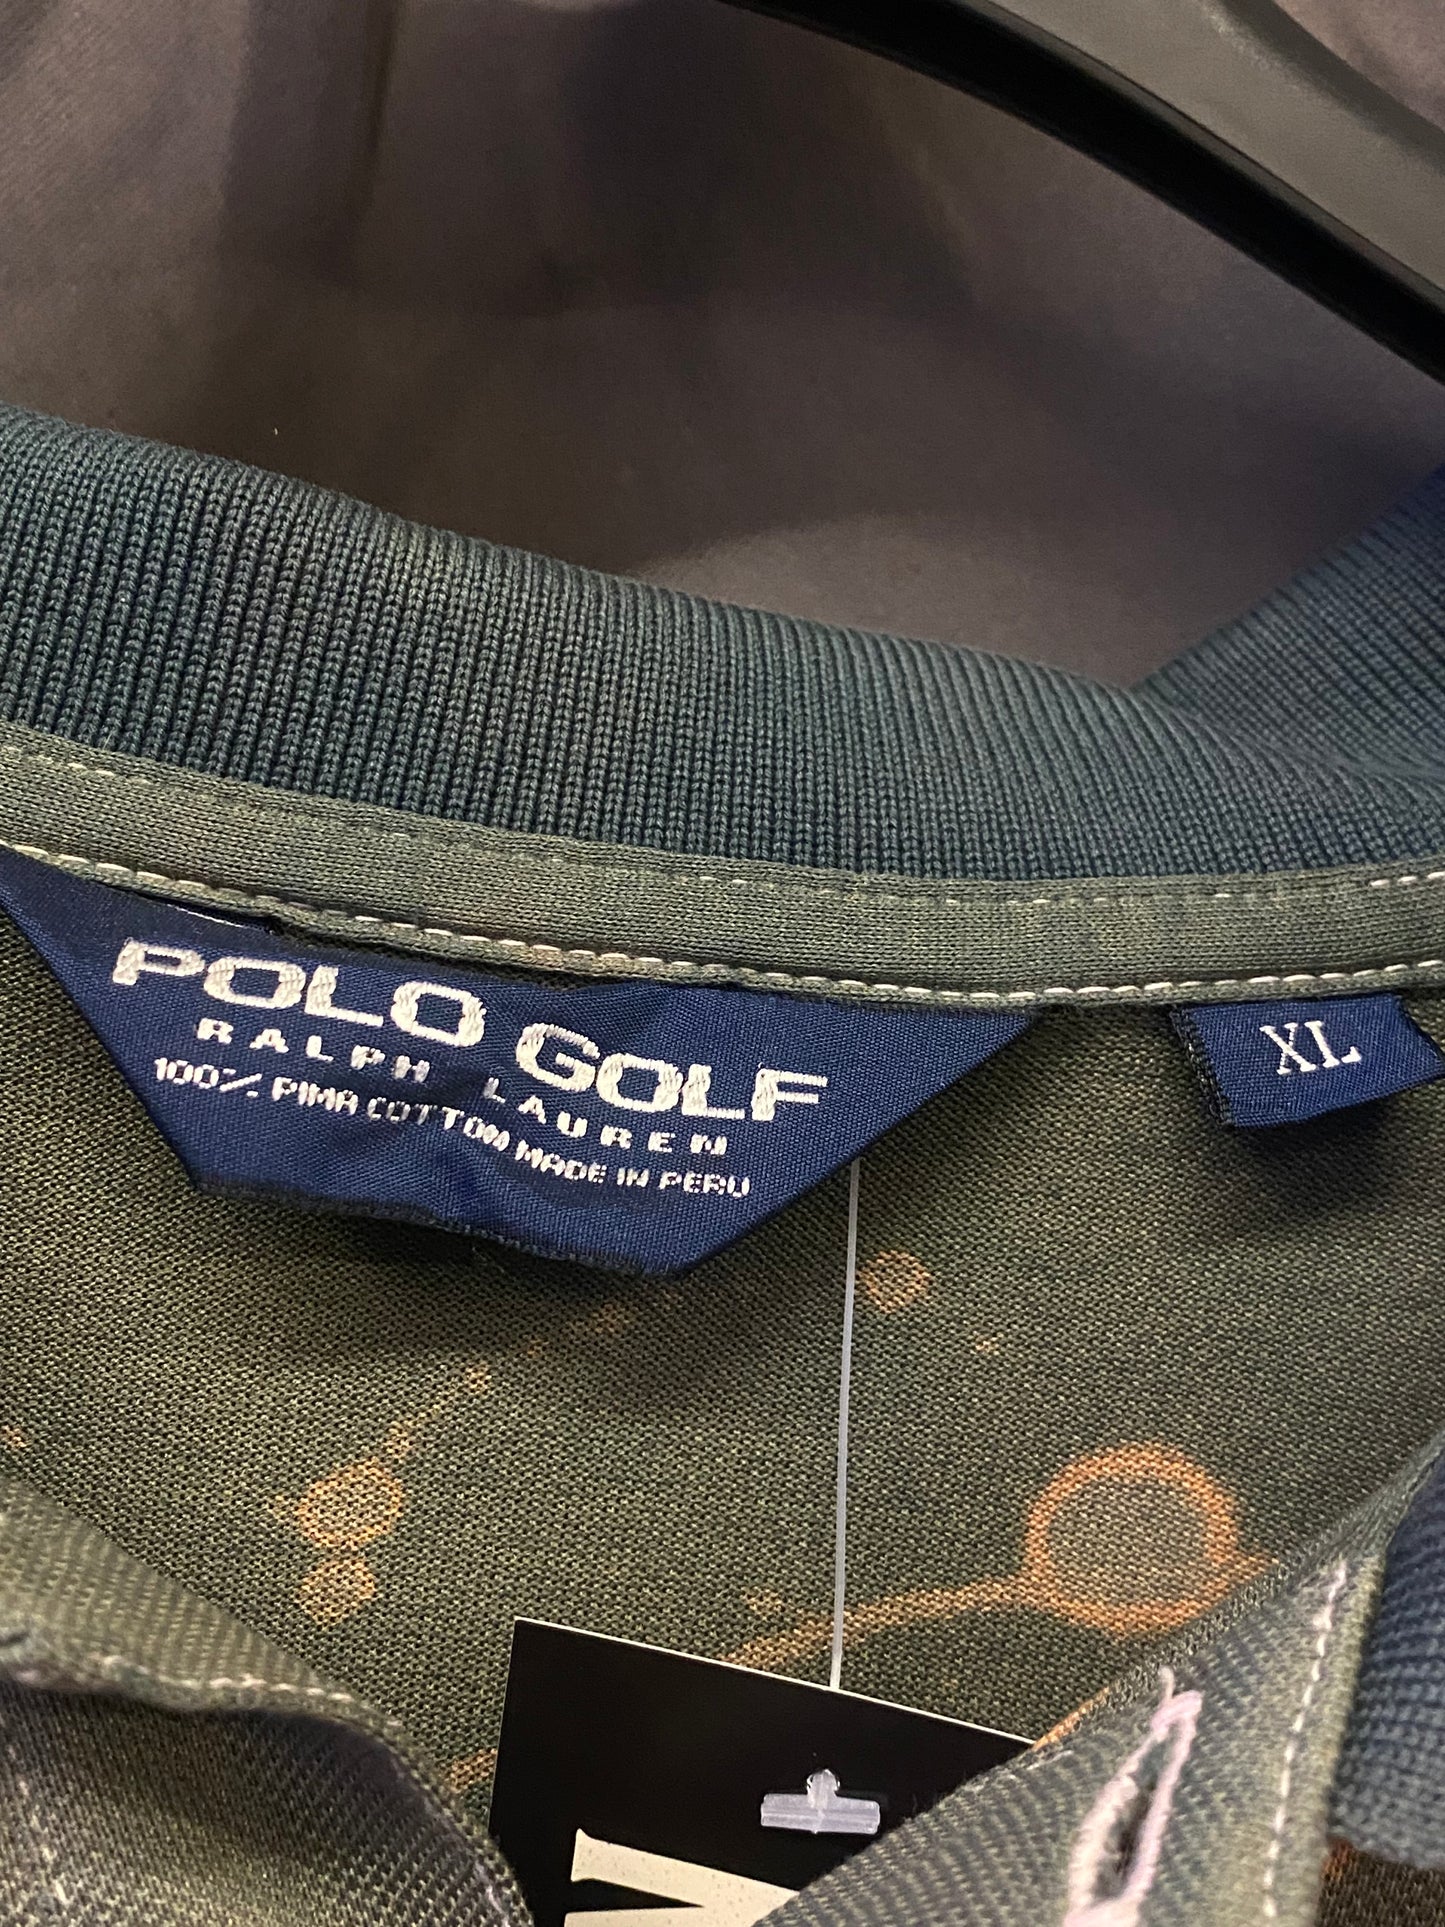 POLO GOLF
RALPH LAUREN
100% PIMA COTTON MADE IN PERU
XL